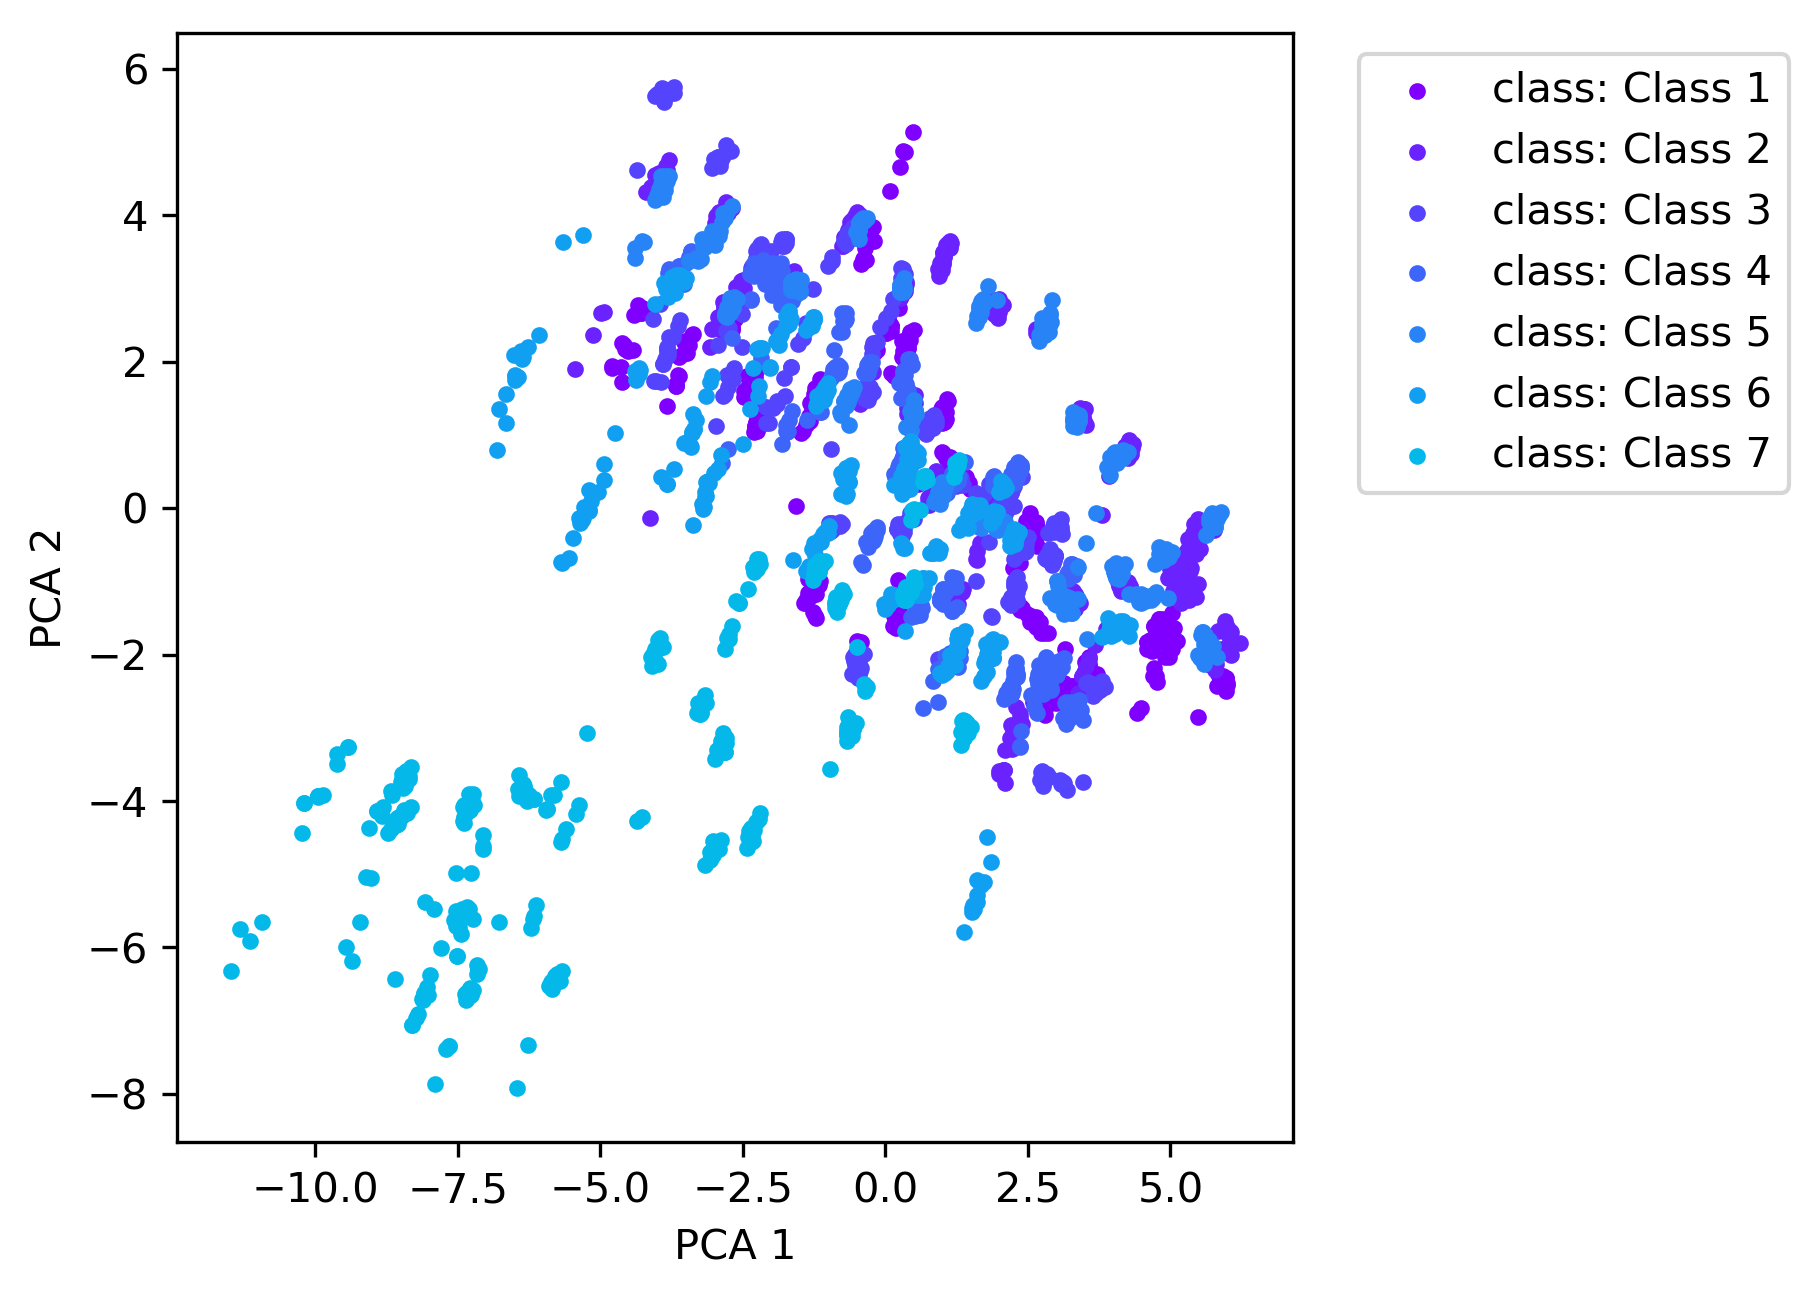 6
4
2
0
−2
−4
−6
−8
PCA 2
−10.0 −7.5 −5.0 −2.5 0.0 2.5 5.0
PCA 1
class: Class 1
class: Class 2
class: Class 3
class: Class 4
class: Class 5
class: Class 6
class: Class 7